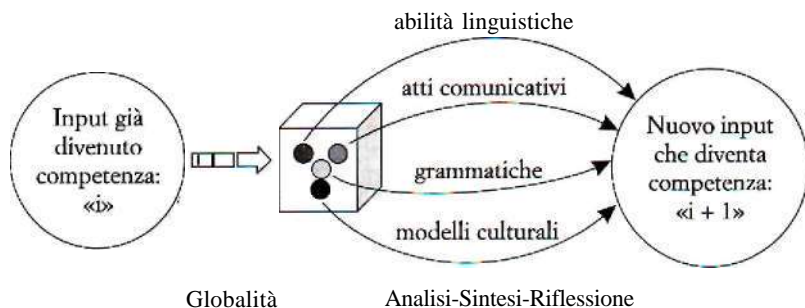 abilità linguistiche
atti comunicativi
Input già
divenuto
competenza:
«i»
grammatiche
modelli culturali
Nuovo input
che diventa
competenza:
«i + 1»
Globalità
Analisi-Sintesi-Riflessione